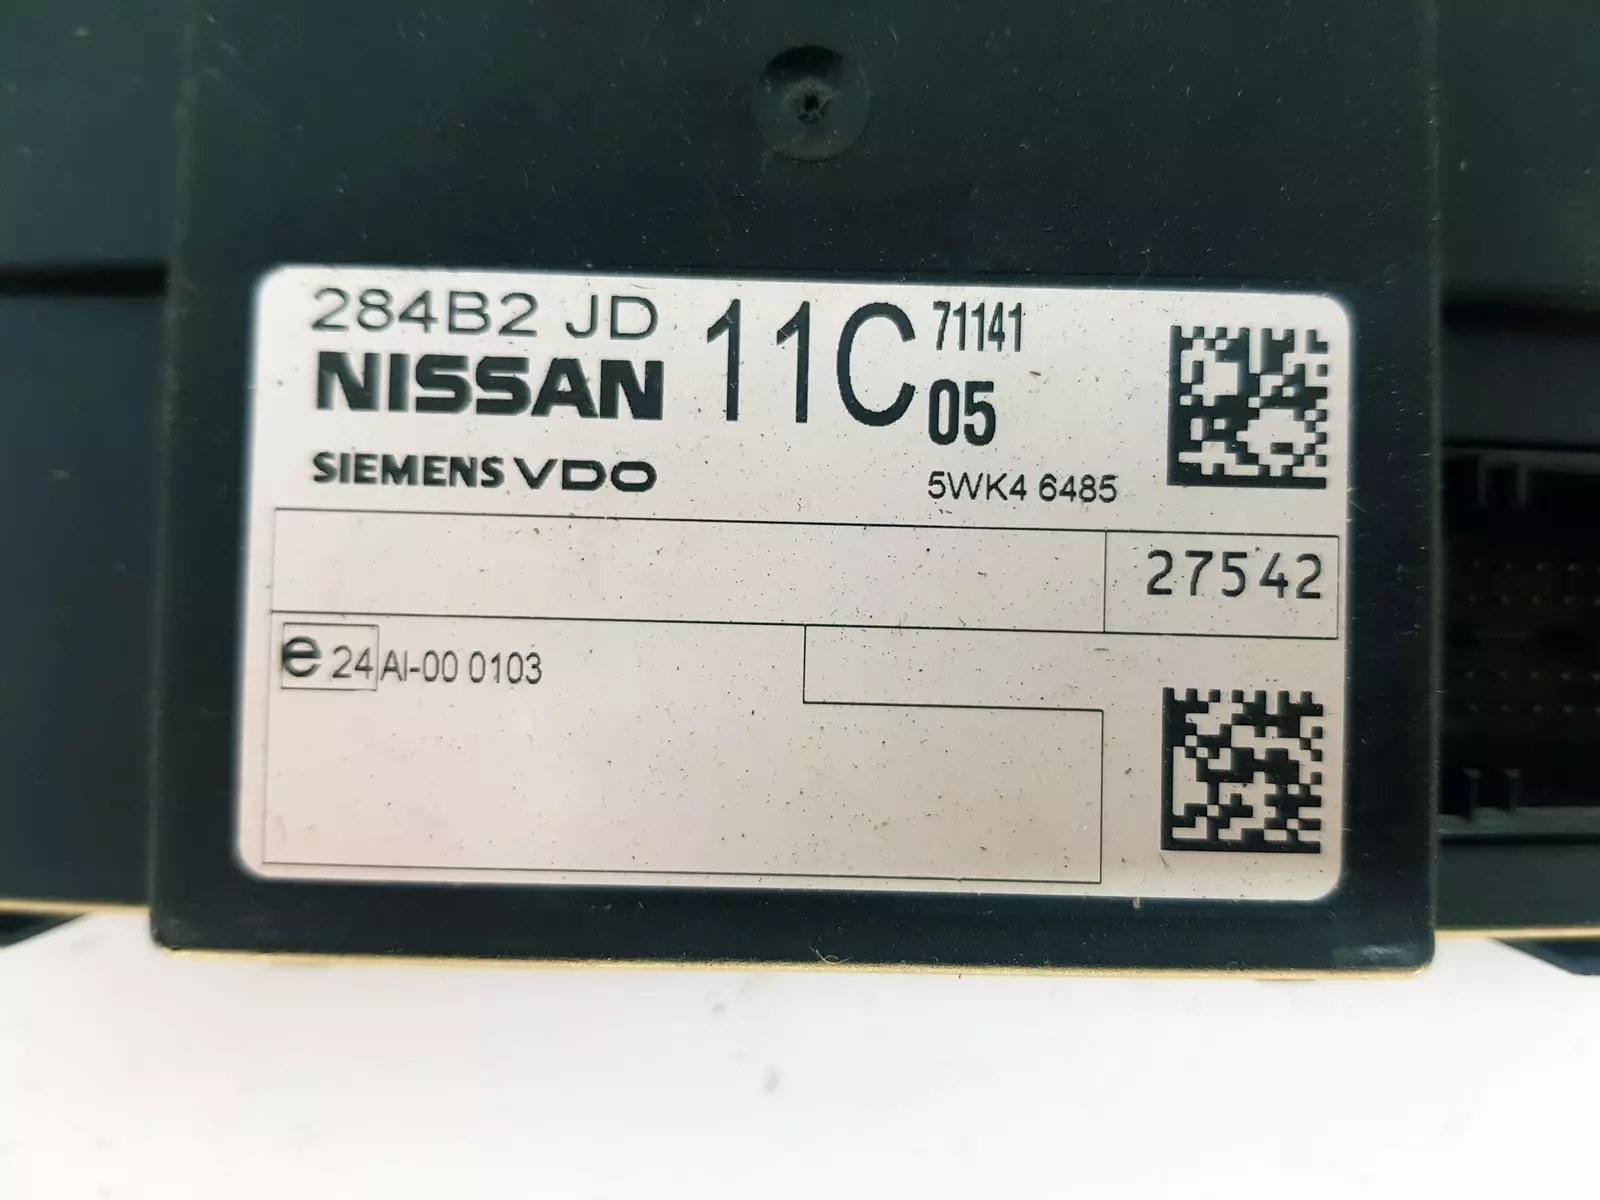 284B2 JD 11C 71141
NISSAN 05
SIEMENS VDO 5WK4 6485
27542
e 24 AI-00 0103